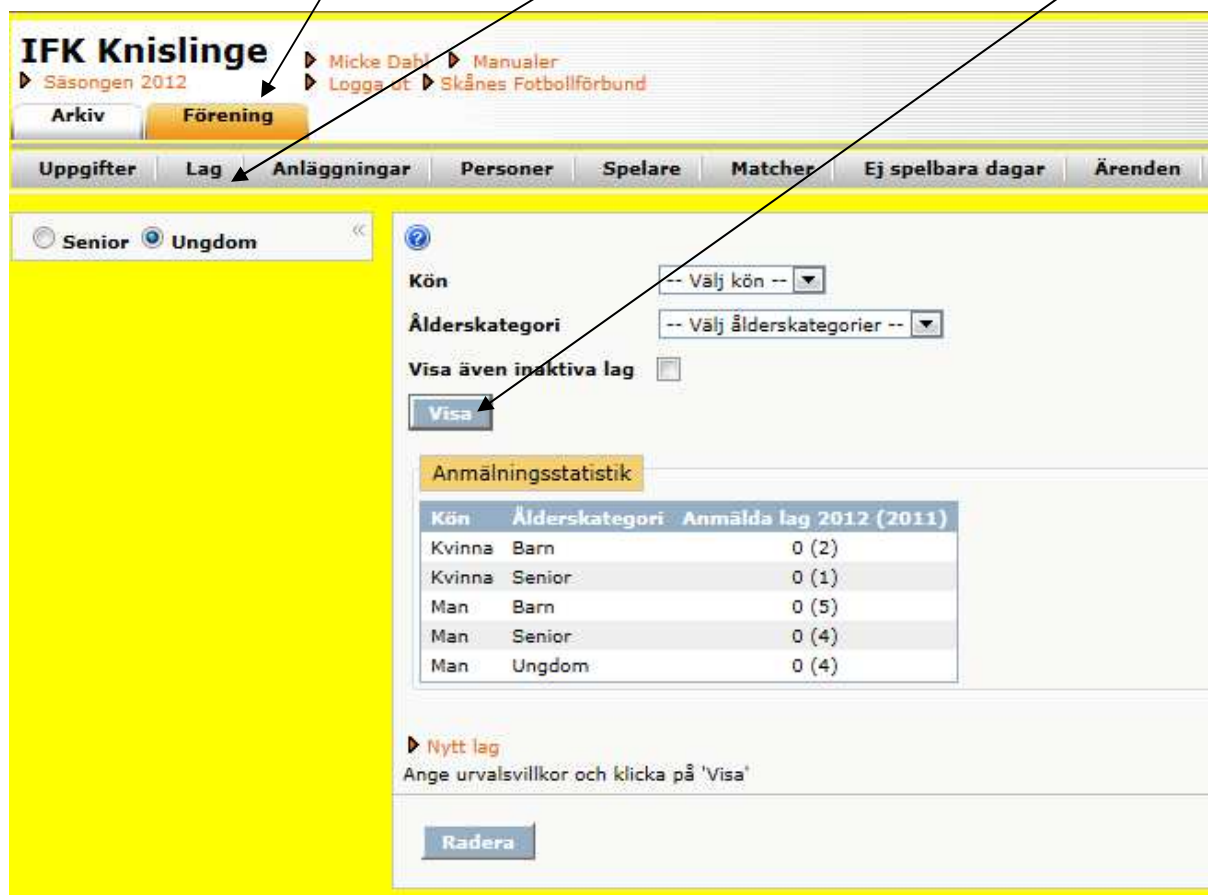 IFK Knislinge
Micke Dahl Manualer
Säsongen 2012 Logga ut Skånes Fotbollförbund
Arkiv Förening
Uppgifter Lag Anläggningar Personer Spelare Matcher Ej spelbara dagar Ärenden
Senior Ungdom
Kön -- Välj kön --
Ålderskategori -- Välj ålderskategorier --
Visa även inaktiva lag
Visa
Anmälningsstatistik
Kön Ålderskategori Anmälda lag 2012 (2011)
Kvinna Barn 0 (2)
Kvinna Senior 0 (1)
Man Barn 0 (5)
Man Senior 0 (4)
Man Ungdom 0 (4)
Nytt lag
Ange urvalsvillkor och klicka på 'Visa'
Radera